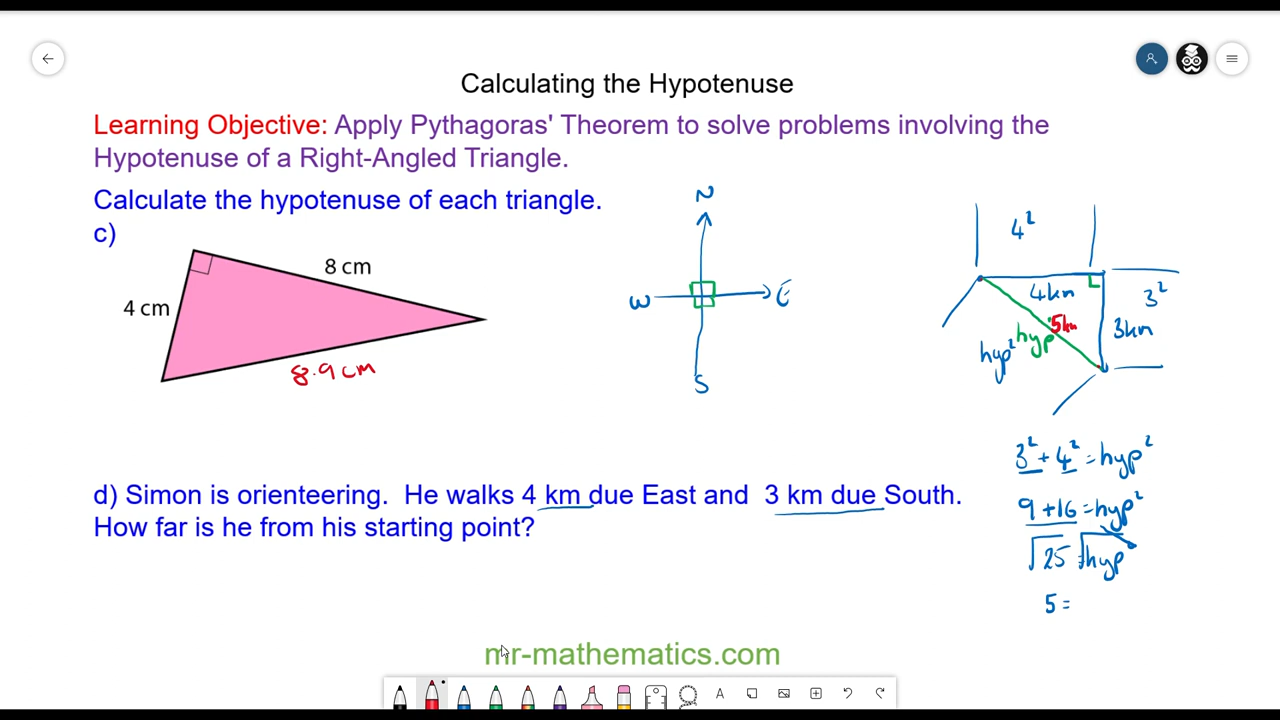 Calculating the Hypotenuse
Learning Objective: Apply Pythagoras' Theorem to solve problems involving the
Hypotenuse of a Right-Angled Triangle.
Calculate the hypotenuse of each triangle.
c)
8 cm
4 cm
8.9 cm
N
W
E
S
4²
4km
3²
3km
5km
hyp
hyp²
3² + 4² = hyp²
9 + 16 = hyp²
√25 = √hyp
5 =
d) Simon is orienteering. He walks 4 km due East and 3 km due South.
How far is he from his starting point?
mr-mathematics.com
A